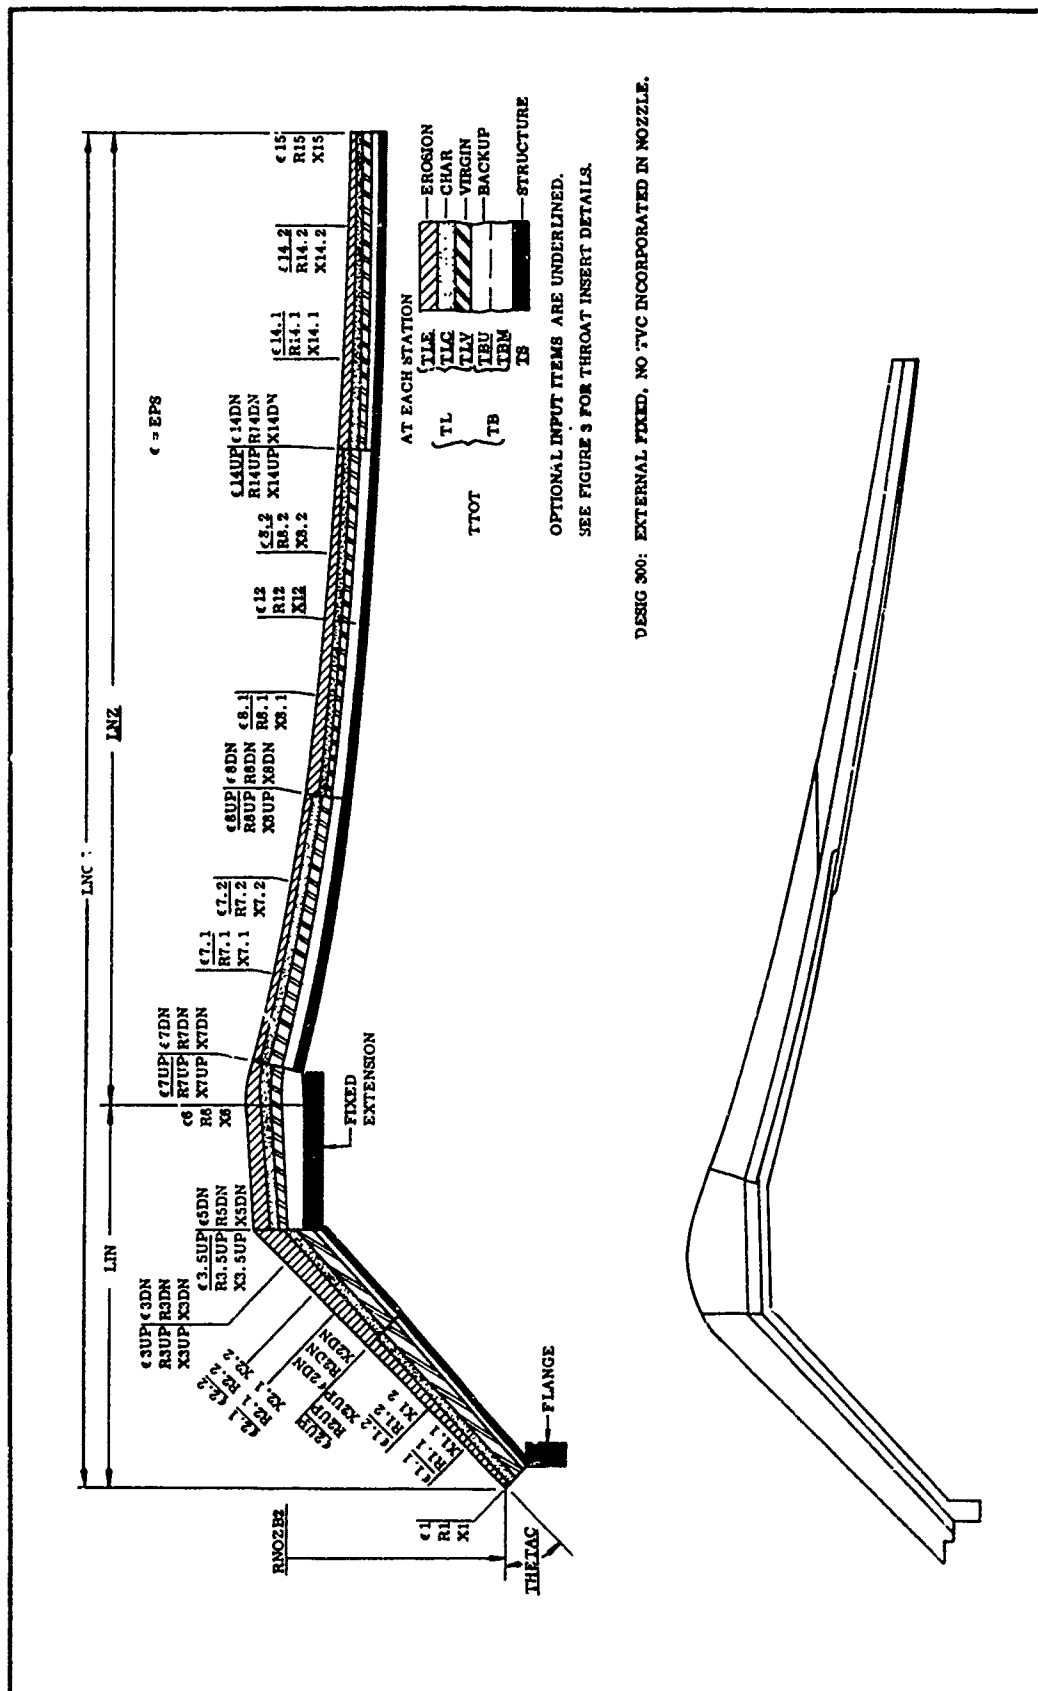 LIN
LNZ
RNOZB2
THETAC
FLANGE
FIXED
EXTENSION
ϵ = EPS
ϵ1
R1
X1
ϵ1.1
R1.1
X1.1
ϵ1.2
R1.2
X1 2
ϵ2UP ϵ2DN
R2UP R2DN
X2UP X2DN
ϵ2.1
R2.1
X2.1
ϵ2.2
R2.2
X2.2
ϵ3UP ϵ3DN
R3UP R3DN
X3UP X3DN
ϵ3.5UP ϵ5DN
R3.5UP R5DN
X3.5UP X5DN
ϵ6
R6
X6
ϵ7UP ϵ7DN
R7UP R7DN
X7UP X7DN
ϵ7.1
R7.1
X7.1
ϵ7.2
R7.2
X7.2
ϵ8UP ϵ8DN
R8UP R8DN
X8UP X8DN
ϵ8.1
R8.1
X8.1
ϵ12
R12
X12
ϵ8.2
R8.2
X8.2
ϵ14UP ϵ14DN
R14UP R14DN
X14UP X14DN
ϵ14.1
R14.1
X14.1
ϵ14.2
R14.2
X14.2
ϵ15
R15
X15
AT EACH STATION
TLE EROSION
TLC CHAR
TL
TLV VIRGIN
TTOT
TBU BACKUP
TB
TBM
TS STRUCTURE
OPTIONAL INPUT ITEMS ARE UNDERLINED.
SEE FIGURE 3 FOR THROAT INSERT DETAILS.
DESIG 300: EXTERNAL FIXED, NO TVC INCORPORATED IN NOZZLE.